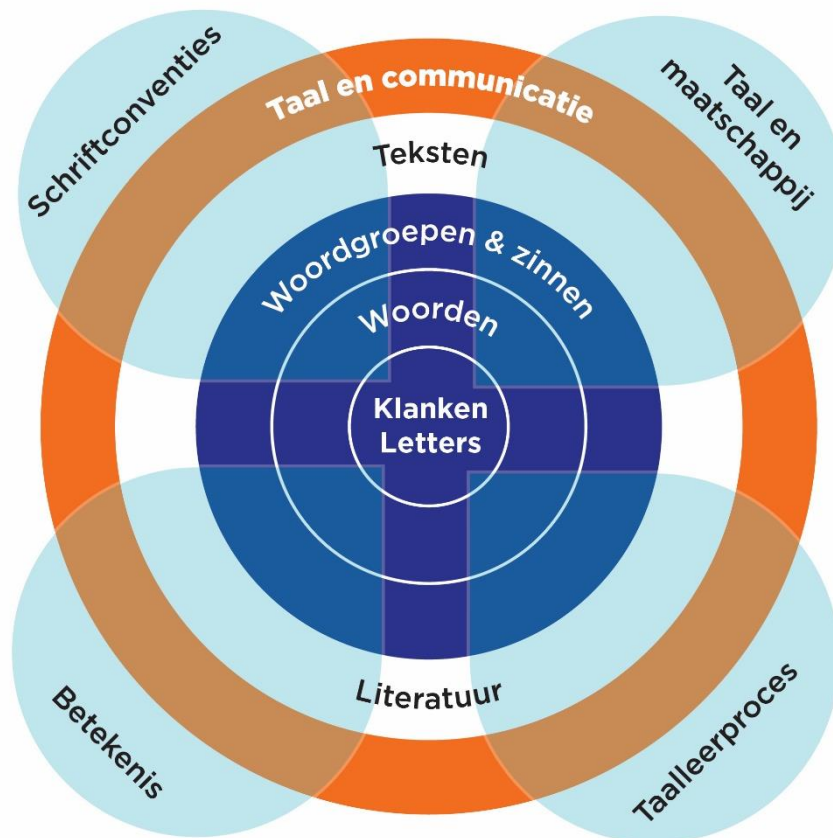 Schriftconventies
Taal en communicatie
Taal en
maatschappij
Teksten
Woordgroepen & zinnen
Woorden
Klanken
Letters
Literatuur
Betekenis
Taalleerproces